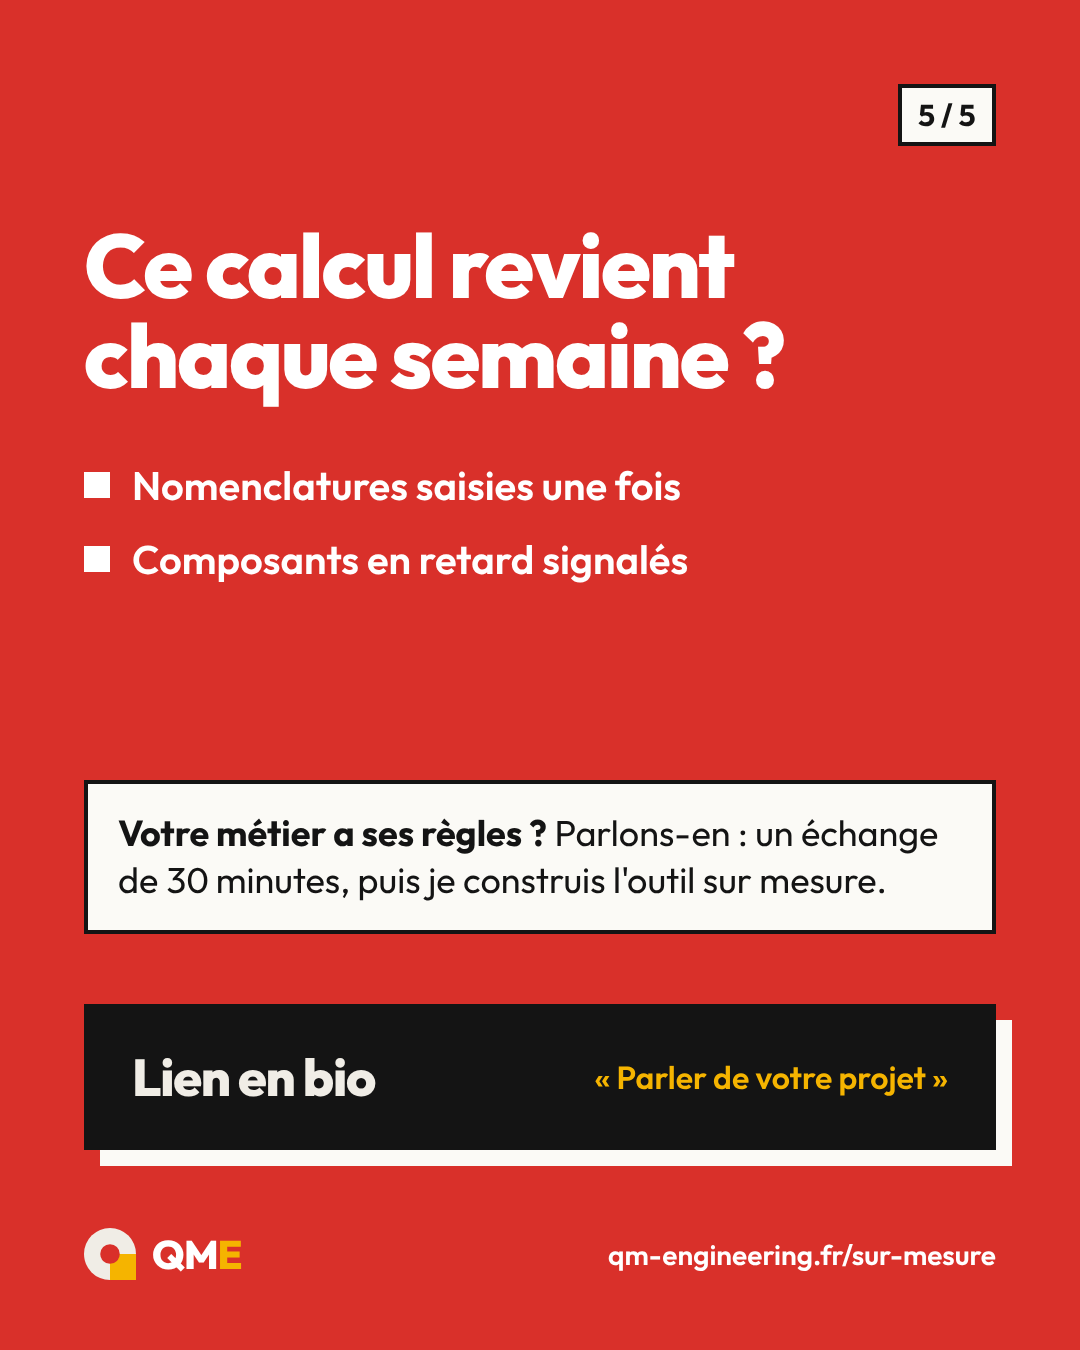 5 / 5
Ce calcul revient
chaque semaine ?
Nomenclatures saisies une fois
Composants en retard signalés
Votre métier a ses règles ? Parlons-en : un échange
de 30 minutes, puis je construis l'outil sur mesure.
Lien en bio
« Parler de votre projet »
QME
qm-engineering.fr/sur-mesure